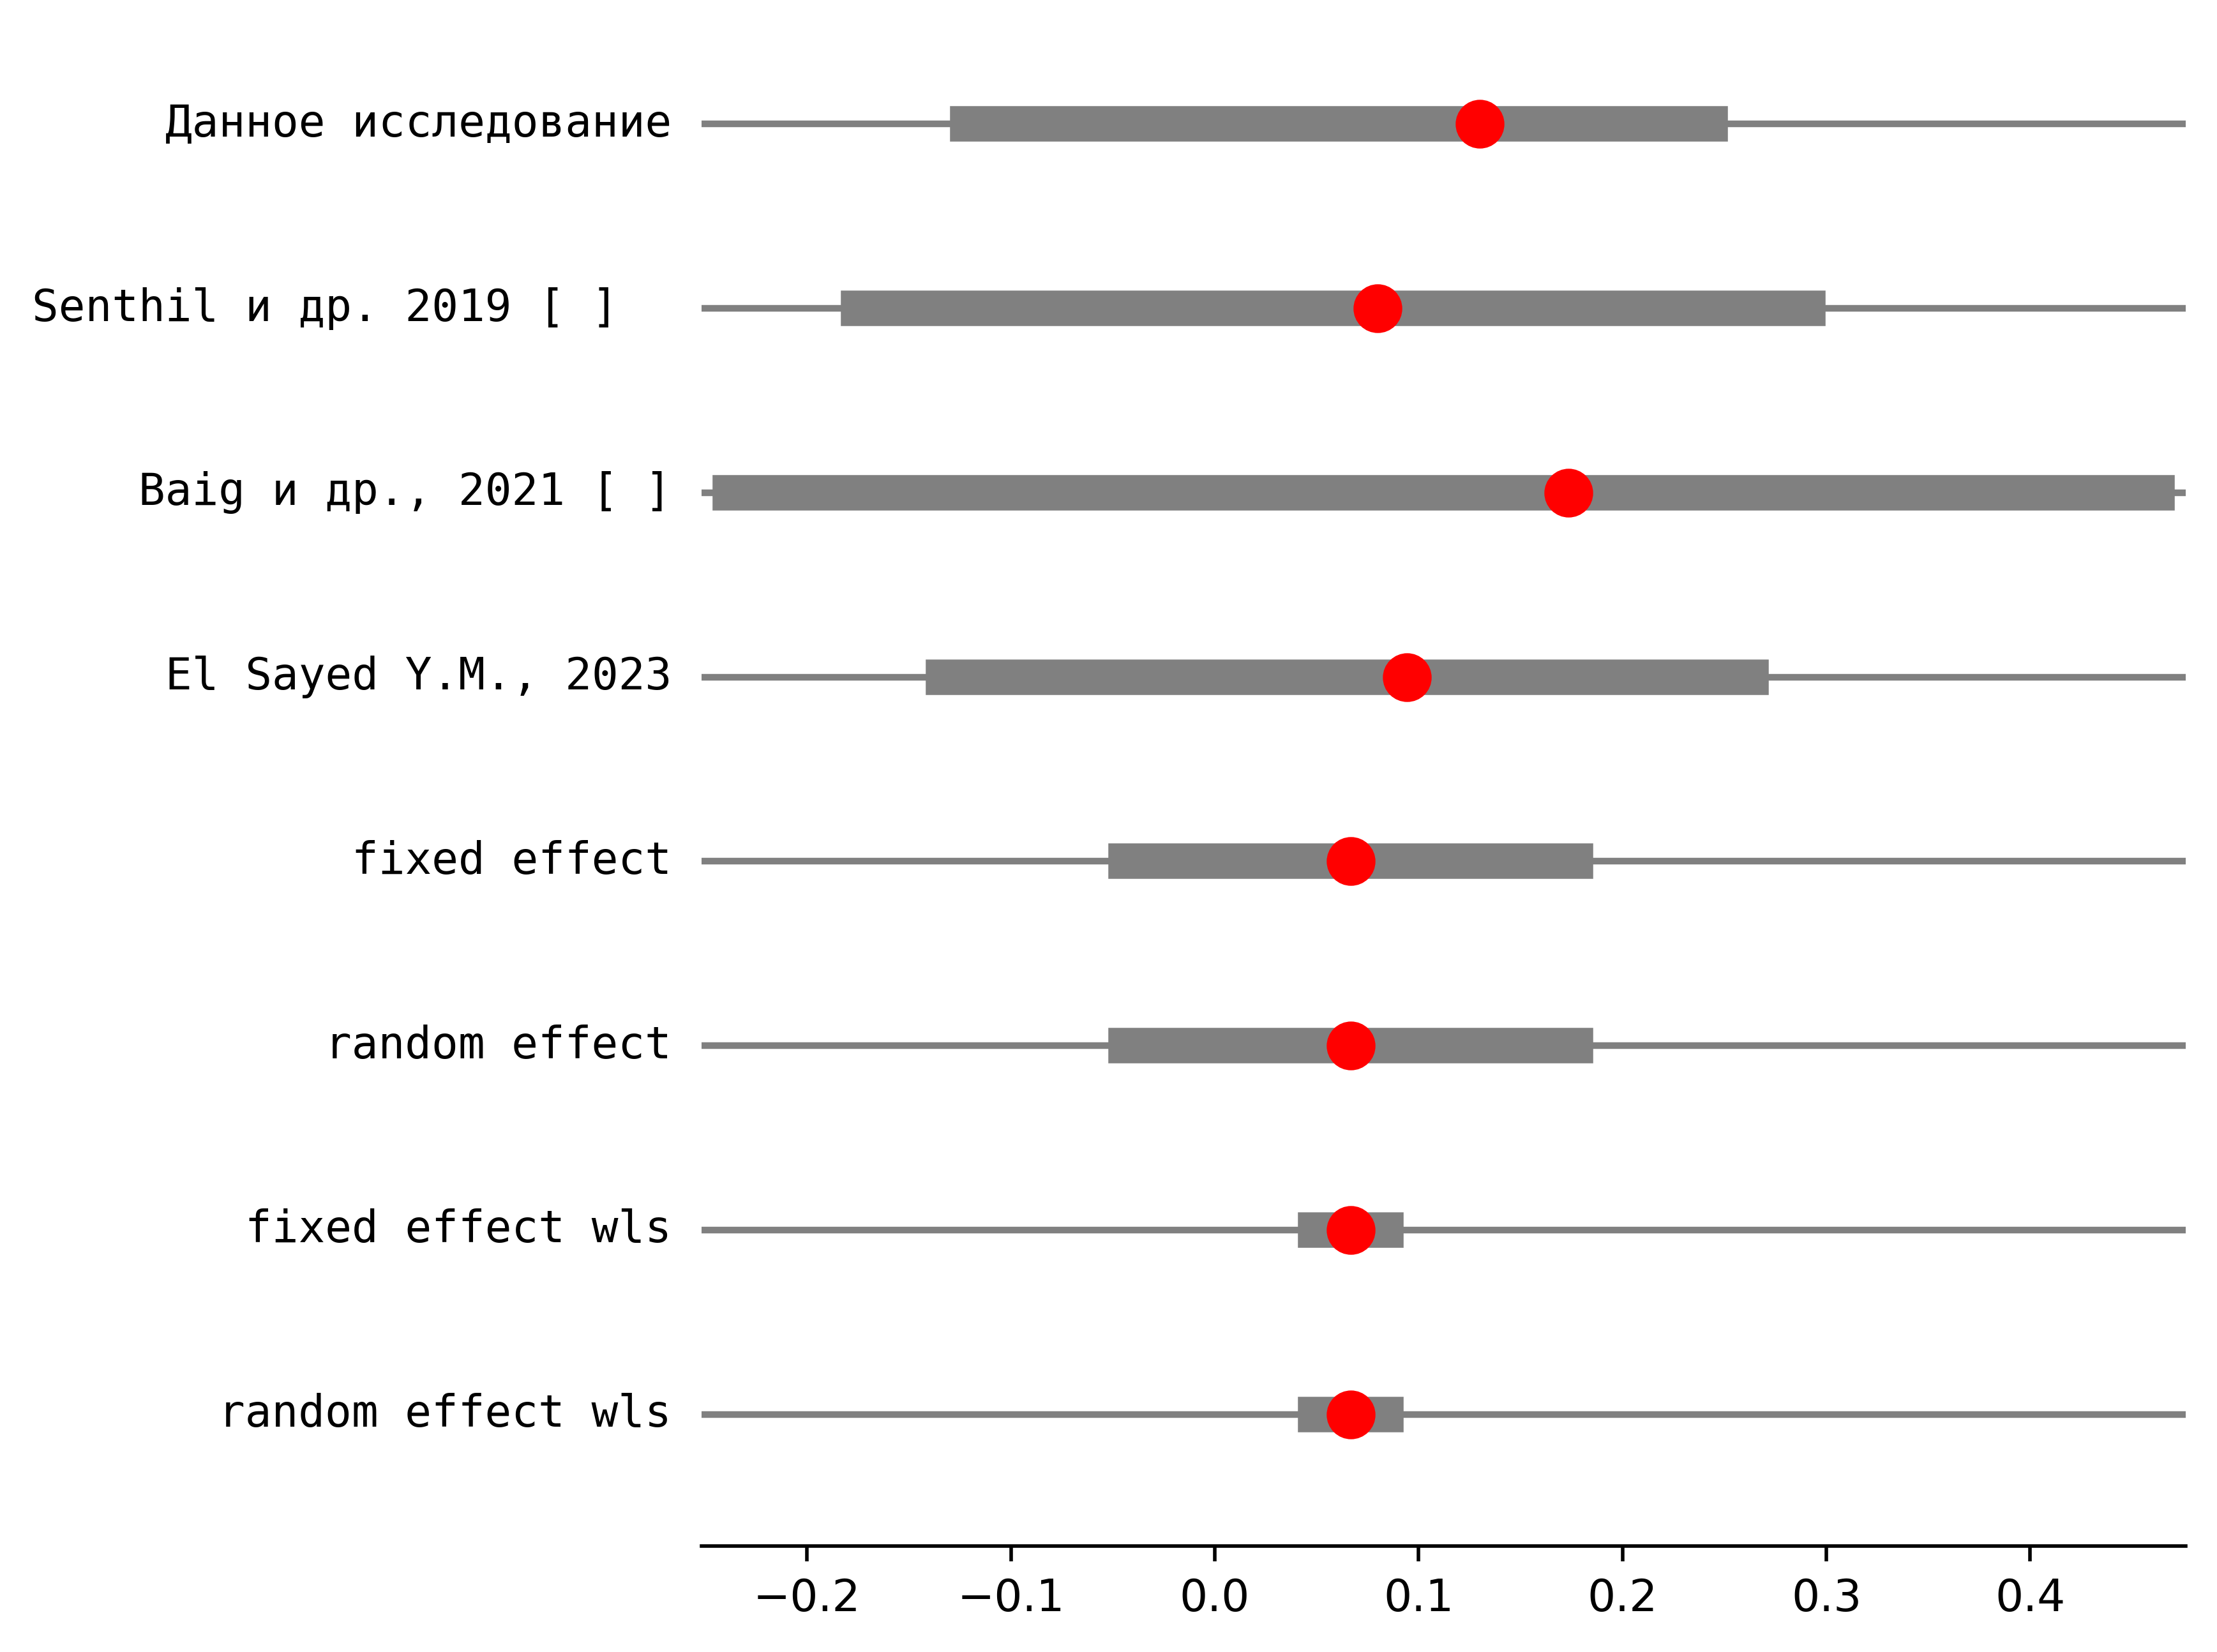 Данное исследование
Senthil и др. 2019 [ ]
Baig и др., 2021 [ ]
El Sayed Y.M., 2023
fixed effect
random effect
fixed effect wls
random effect wls
−0.2 −0.1 0.0 0.1 0.2 0.3 0.4